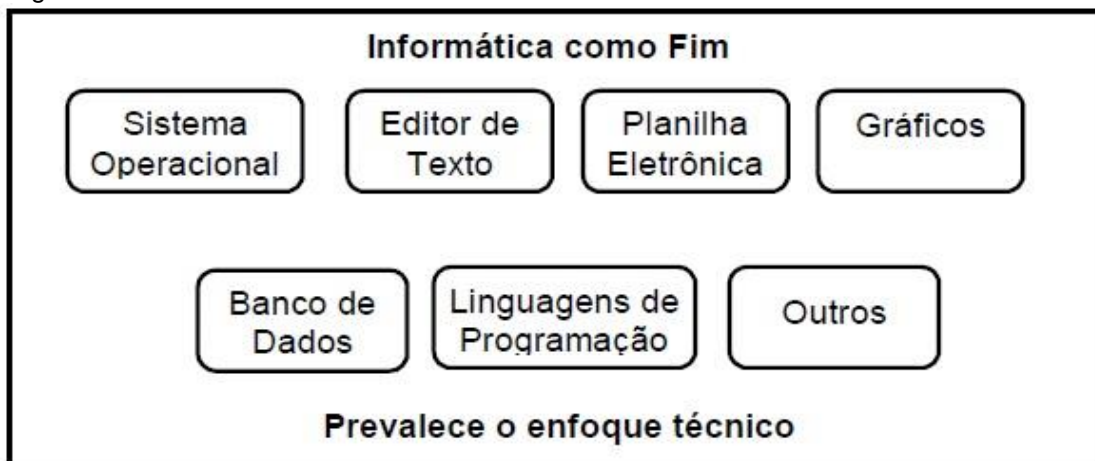 Informática como Fim
Sistema
Operacional
Editor de
Texto
Planilha
Eletrônica
Gráficos
Banco de
Dados
Linguagens de
Programação
Outros
Prevalece o enfoque técnico